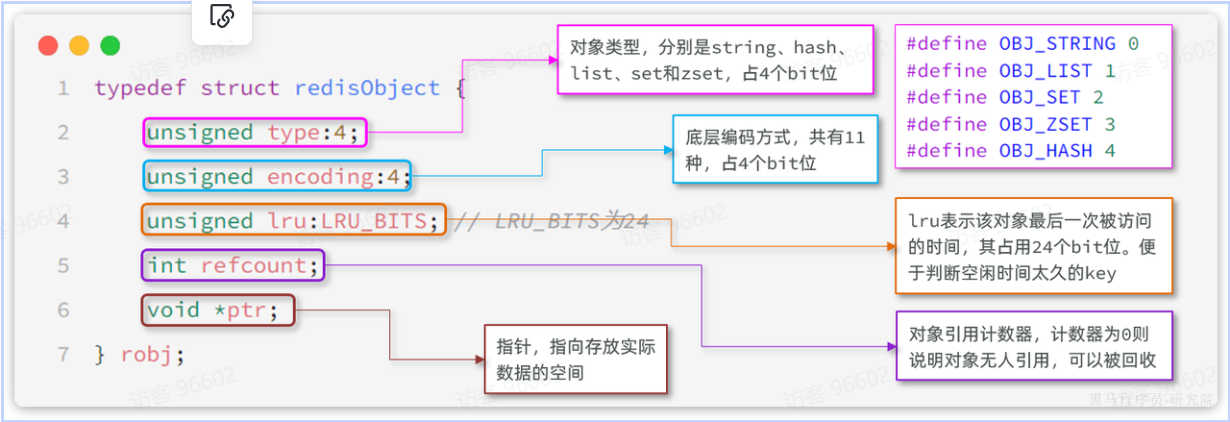 1 typedef struct redisObject {
2 unsigned type:4;
3 unsigned encoding:4;
4 unsigned lru:LRU_BITS; // LRU_BITS为24
5 int refcount;
6 void *ptr;
7 } robj;
对象类型，分别是string、hash、
list、set和zset，占4个bit位
#define OBJ_STRING 0
#define OBJ_LIST 1
#define OBJ_SET 2
#define OBJ_ZSET 3
#define OBJ_HASH 4
底层编码方式，共有11
种，占4个bit位
lru表示该对象最后一次被访问
的时间，其占用24个bit位。便
于判断空闲时间太久的key
对象引用计数器，计数器为0则
说明对象无人引用，可以被回收
指针，指向存放实际
数据的空间
访客 96602
黑马程序员-研究院